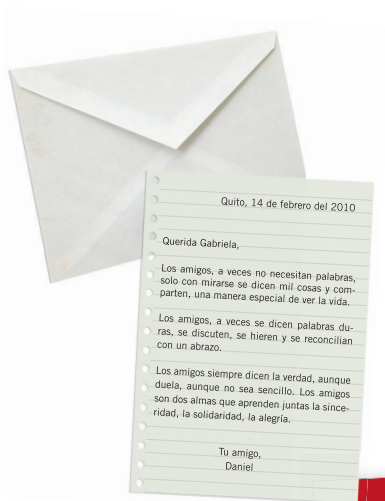 Quito, 14 de febrero del 2010
Querida Gabriela,
Los amigos, a veces no necesitan palabras,
solo con mirarse se dicen mil cosas y com-
parten, una manera especial de ver la vida.
Los amigos, a veces se dicen palabras du-
ras, se discuten, se hieren y se reconcilian
con un abrazo.
Los amigos siempre dicen la verdad, aunque
duela, aunque no sea sencillo. Los amigos
son dos almas que aprenden juntas la since-
ridad, la solidaridad, la alegría.
Tu amigo,
Daniel